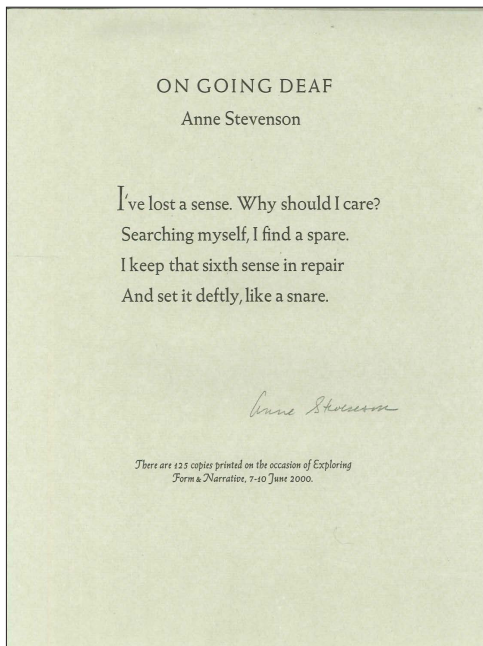 ON GOING DEAF
Anne Stevenson
I've lost a sense. Why should I care?
Searching myself, I find a spare.
I keep that sixth sense in repair
And set it deftly, like a snare.
Anne Stevenson
There are 125 copies printed on the occasion of Exploring
Form & Narrative, 7-10 June 2000.